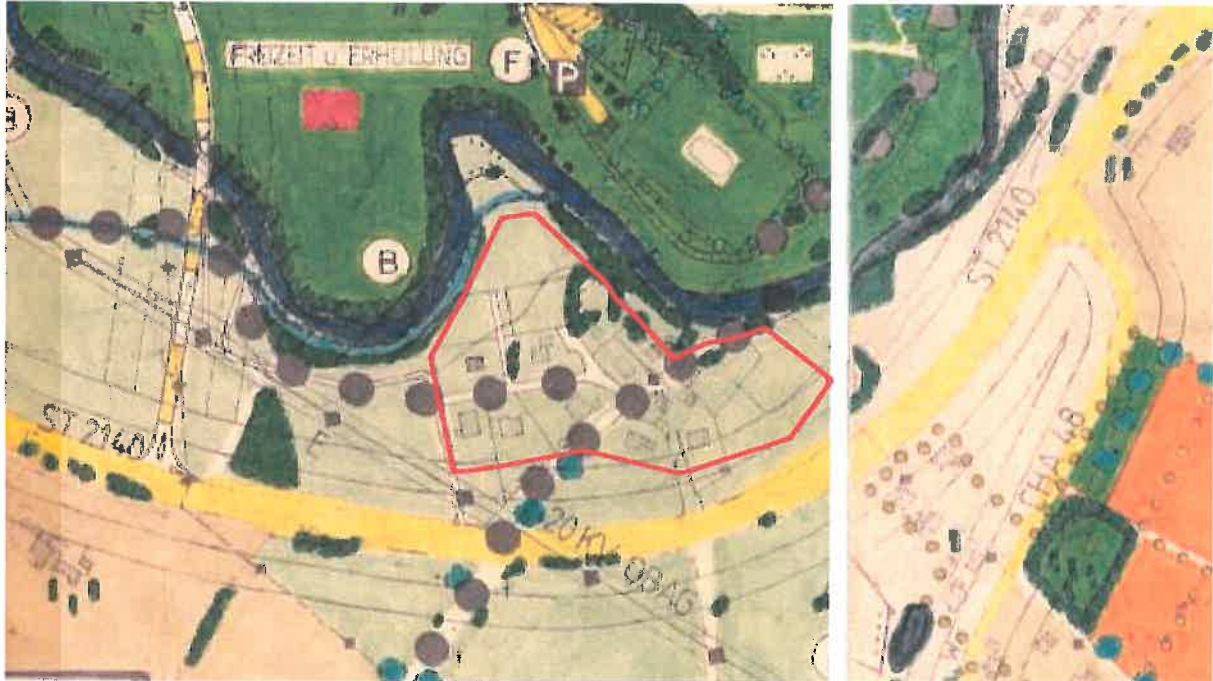 FREIZEIT U. ERHOLUNG
F
P
B
ST 2140
20 KV OBAG
ST 2140
CHA 48